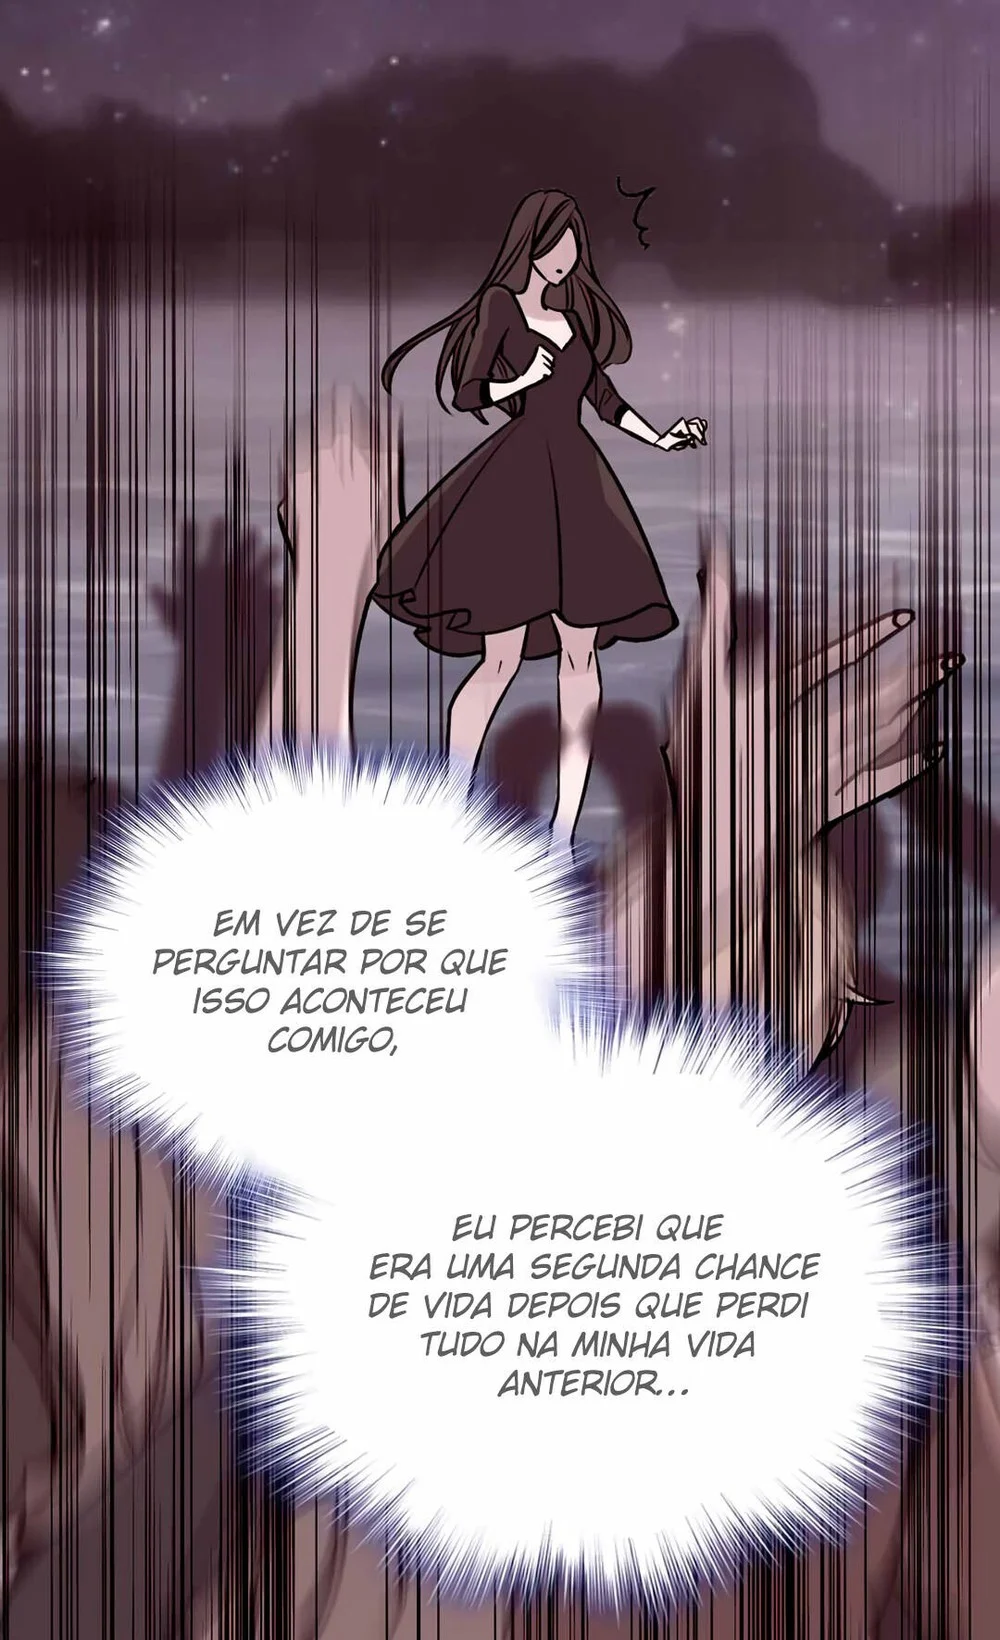 EM VEZ DE SE
PERGUNTAR POR QUE
ISSO ACONTECEU
COMIGO,
EU PERCEBI QUE
ERA UMA SEGUNDA CHANCE
DE VIDA DEPOIS QUE PERDI
TUDO NA MINHA VIDA
ANTERIOR...